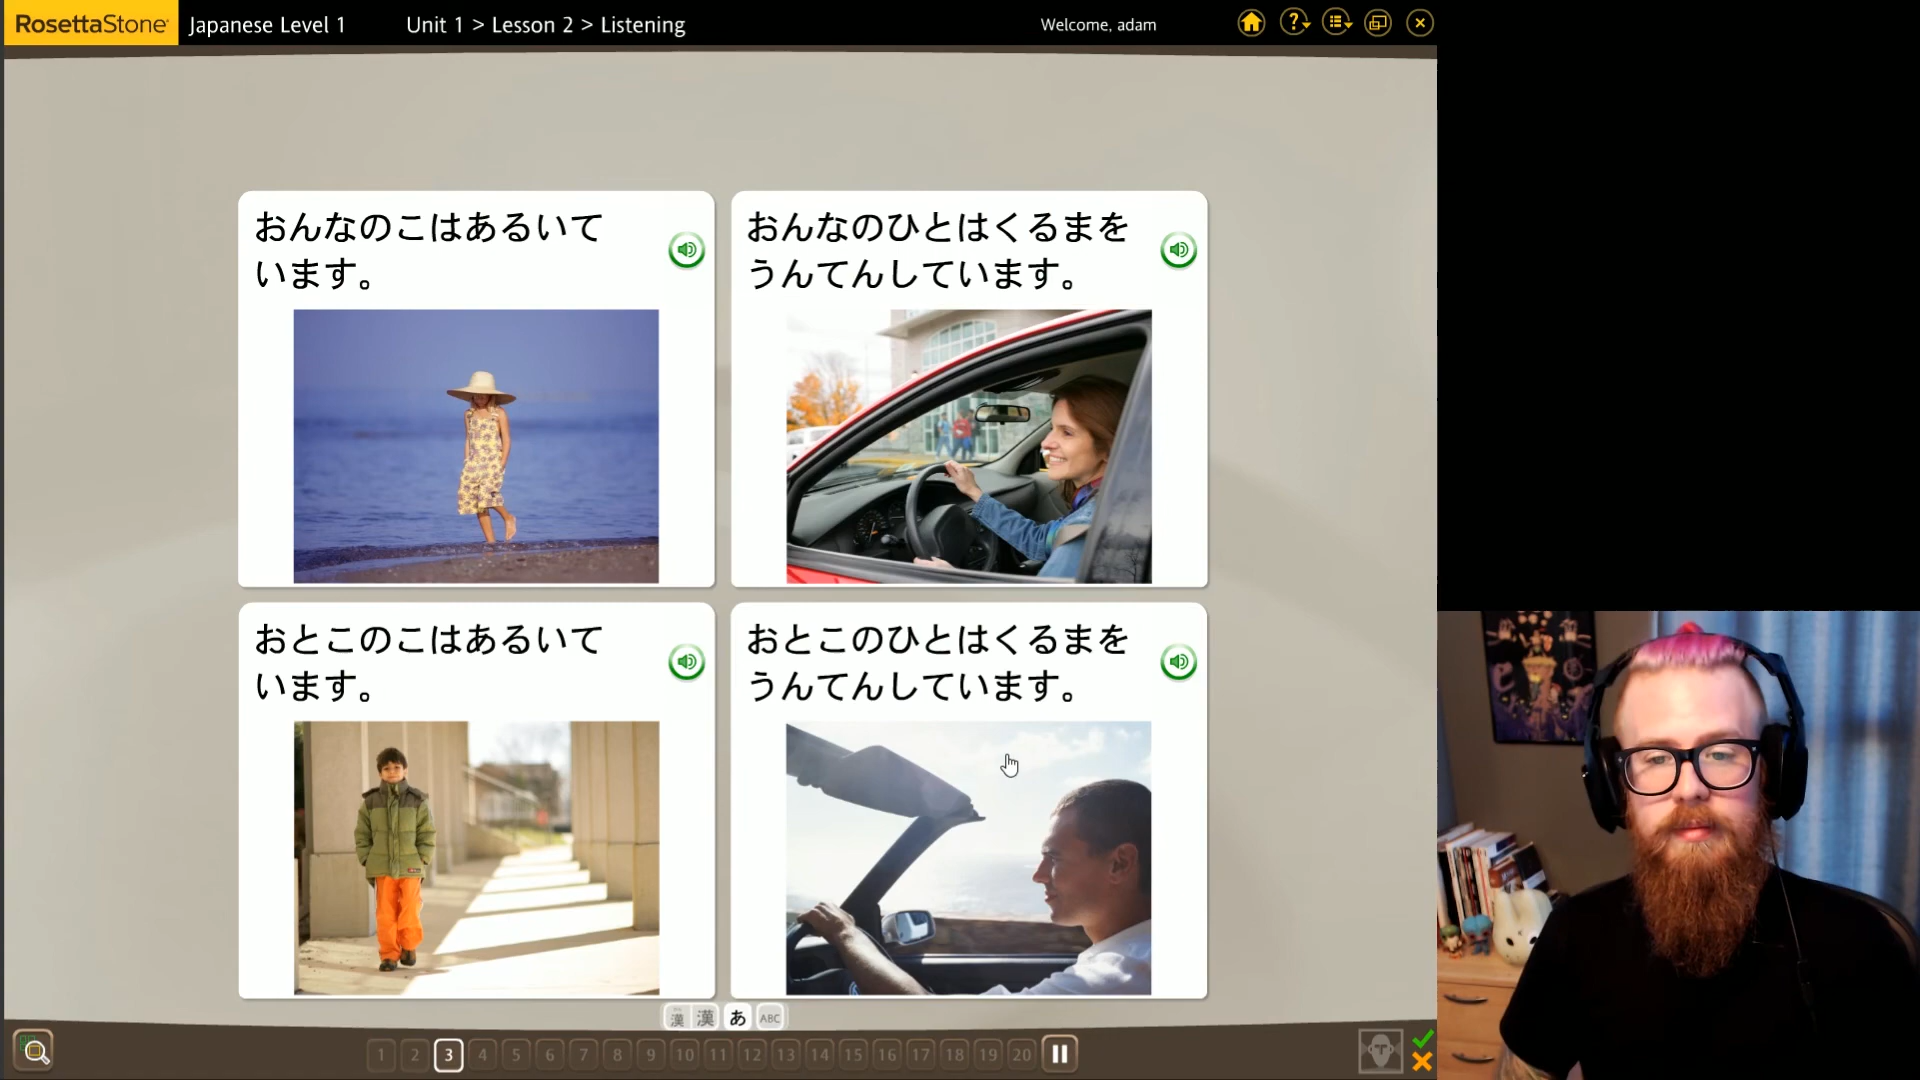 RosettaStone
Japanese Level 1
Unit 1 > Lesson 2 > Listening
Welcome, adam
おんなのこはあるいて
います。
おんなのひとはくるまを
うんてんしています。
おとこのこはあるいて
います。
おとこのひとはくるまを
うんてんしています。
漢 漢 あ ABC
1 2 3 4 5 6 7 8 9 10 11 12 13 14 15 16 17 18 19 20